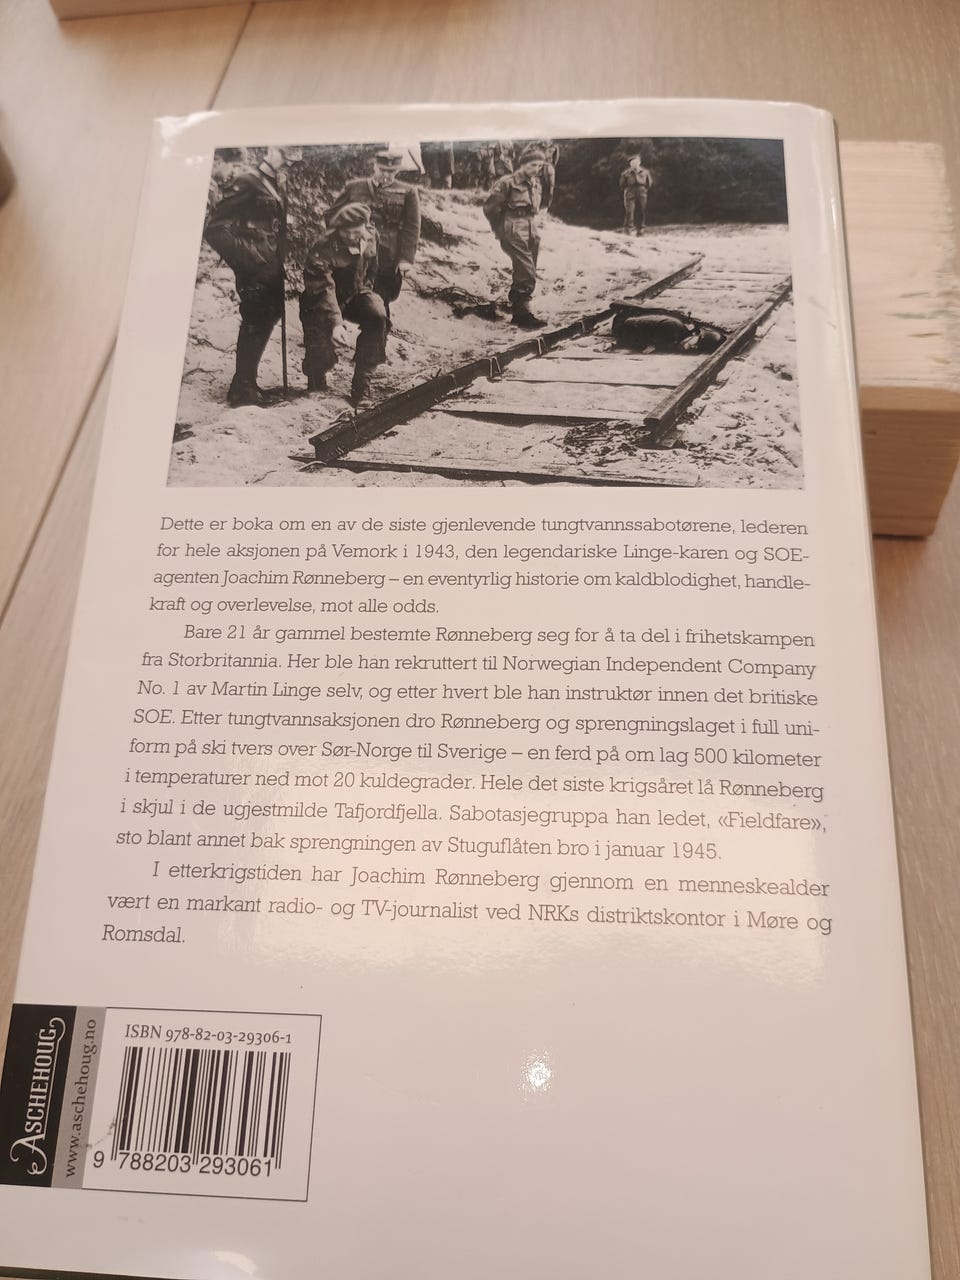 Dette er boka om en av de siste gjenlevende tungtvannssabotørene, lederen
for hele aksjonen på Vemork i 1943, den legendariske Linge-karen og SOE-
agenten Joachim Rønneberg – en eventyrlig historie om kaldblodighet, handle-
kraft og overlevelse, mot alle odds.
Bare 21 år gammel bestemte Rønneberg seg for å ta del i frihetskampen
fra Storbritannia. Her ble han rekruttert til Norwegian Independent Company
No. 1 av Martin Linge selv, og etter hvert ble han instruktør innen det britiske
SOE. Etter tungtvannsaksjonen dro Rønneberg og sprengningslaget i full uni-
form på ski tvers over Sør-Norge til Sverige – en ferd på om lag 500 kilometer
i temperaturer ned mot 20 kuldegrader. Hele det siste krigsåret lå Rønneberg
i skjul i de ugjestmilde Tafjordfjella. Sabotasjegruppa han ledet, «Fieldfare»,
sto blant annet bak sprengningen av Stuguflåten bro i januar 1945.
I etterkrigstiden har Joachim Rønneberg gjennom en menneskealder
vært en markant radio- og TV-journalist ved NRKs distriktskontor i Møre og
Romsdal.
ASCHEHOUG
www.aschehoug.no
ISBN 978-82-03-29306-1
9 788203 293061